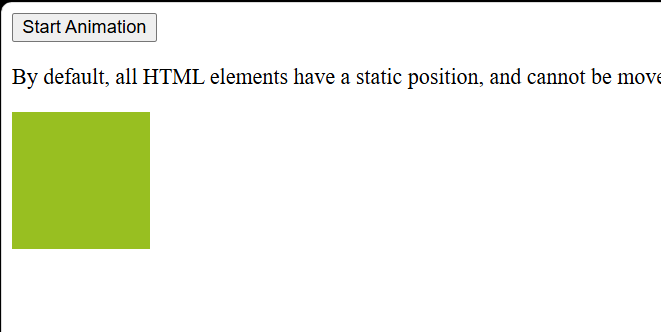 Start Animation
By default, all HTML elements have a static position, and cannot be move